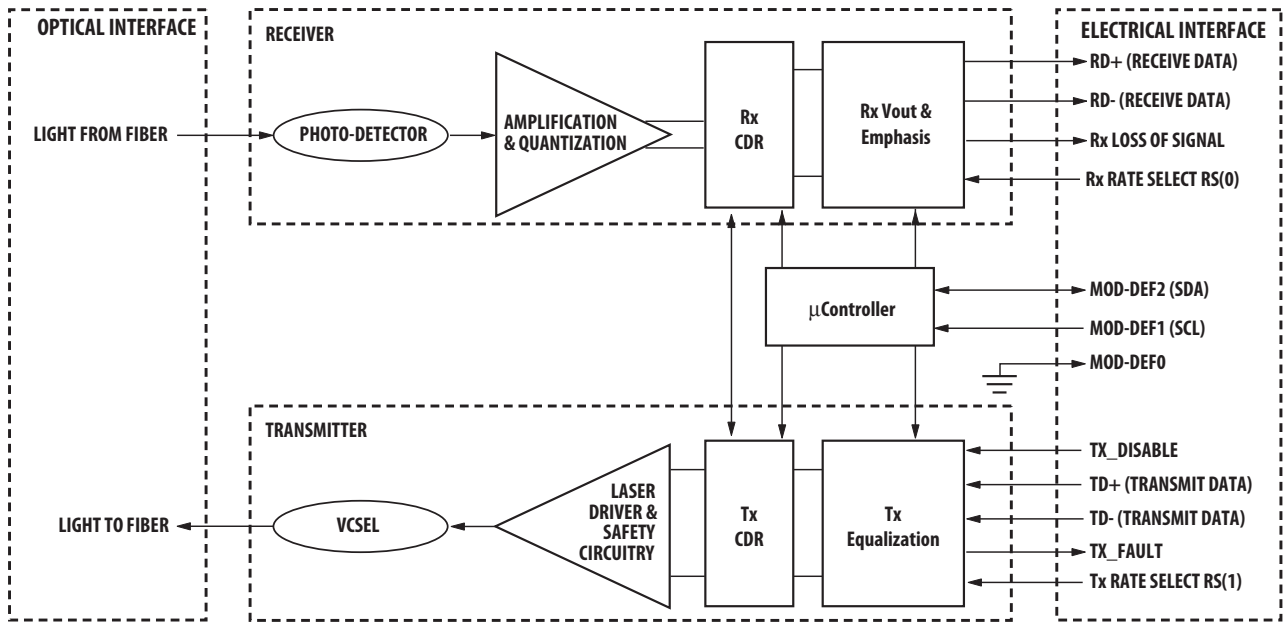 OPTICAL INTERFACE
LIGHT FROM FIBER
LIGHT TO FIBER
RECEIVER
PHOTO-DETECTOR
AMPLIFICATION
& QUANTIZATION
Rx
CDR
Rx Vout &
Emphasis
μController
TRANSMITTER
VCSEL
LASER
DRIVER &
SAFETY
CIRCUITRY
Tx
CDR
Tx
Equalization
ELECTRICAL INTERFACE
RD+ (RECEIVE DATA)
RD- (RECEIVE DATA)
Rx LOSS OF SIGNAL
Rx RATE SELECT RS(0)
MOD-DEF2 (SDA)
MOD-DEF1 (SCL)
MOD-DEF0
TX_DISABLE
TD+ (TRANSMIT DATA)
TD- (TRANSMIT DATA)
TX_FAULT
Tx RATE SELECT RS(1)